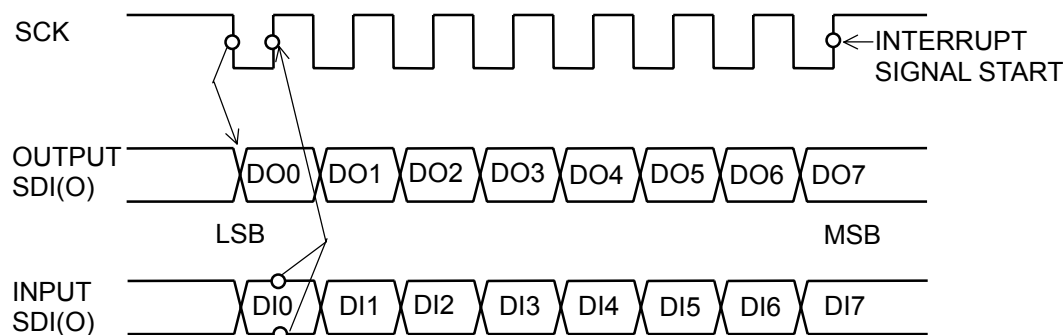 SCK
INTERRUPT
SIGNAL START
OUTPUT
SDI(O)
DO0 DO1 DO2 DO3 DO4 DO5 DO6 DO7
LSB MSB
INPUT
SDI(O)
DI0 DI1 DI2 DI3 DI4 DI5 DI6 DI7